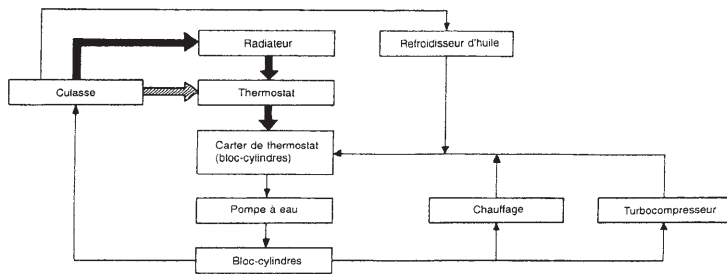 Radiateur
Refroidisseur d'huile
Culasse
Thermostat
Carter de thermostat
(bloc-cylindres)
Pompe à eau
Chauffage
Turbocompresseur
Bloc-cylindres